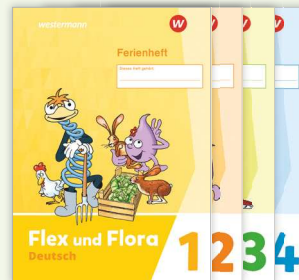 westermann
W W W W
Ferienheft
Dieses Heft gehört:
Flex und Flora
Deutsch
1 2 3 4